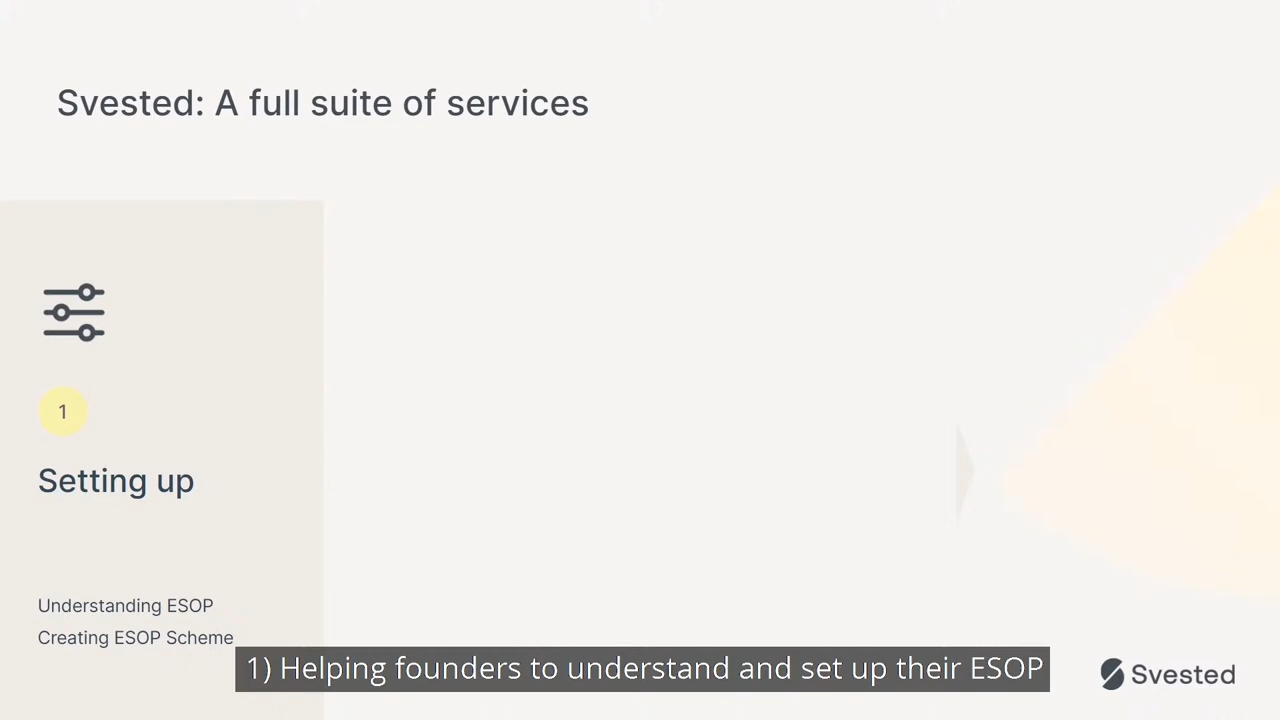 Svested: A full suite of services
1
Setting up
Understanding ESOP
Creating ESOP Scheme
1) Helping founders to understand and set up their ESOP
Svested